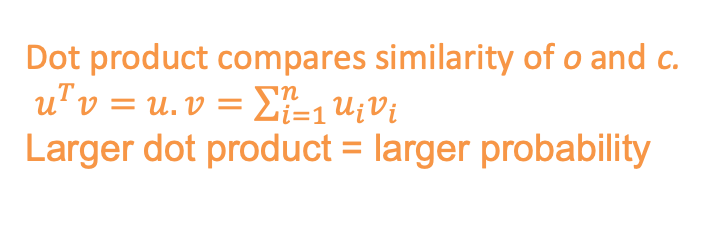 Dot product compares similarity of o and c.
𝑢ᵀ𝑣 = 𝑢. 𝑣 = ∑ⁿᵢ₌₁ 𝑢ᵢ𝑣ᵢ
Larger dot product = larger probability